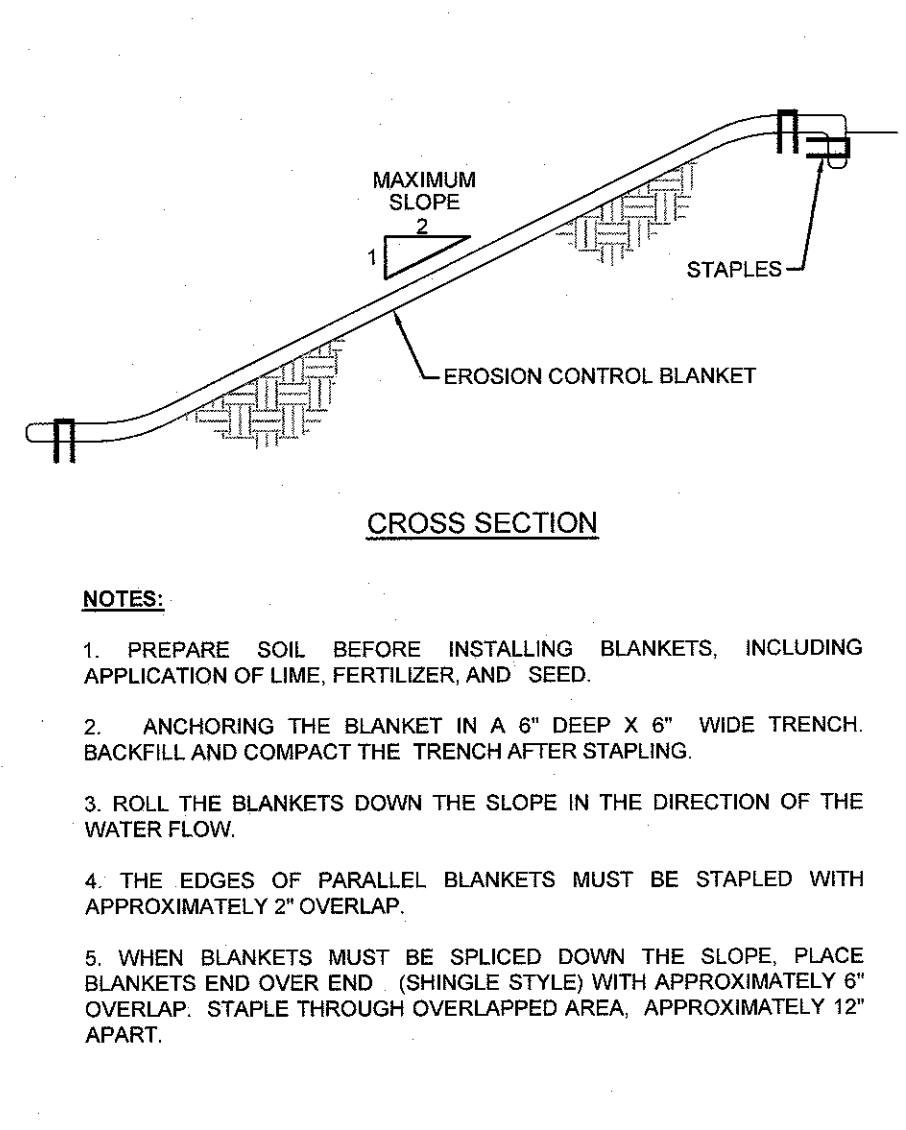 MAXIMUM
SLOPE
2
1
STAPLES
EROSION CONTROL BLANKET
CROSS SECTION
NOTES:
1. PREPARE SOIL BEFORE INSTALLING BLANKETS, INCLUDING
APPLICATION OF LIME, FERTILIZER, AND SEED.
2. ANCHORING THE BLANKET IN A 6" DEEP X 6" WIDE TRENCH.
BACKFILL AND COMPACT THE TRENCH AFTER STAPLING.
3. ROLL THE BLANKETS DOWN THE SLOPE IN THE DIRECTION OF THE
WATER FLOW.
4. THE EDGES OF PARALLEL BLANKETS MUST BE STAPLED WITH
APPROXIMATELY 2" OVERLAP.
5. WHEN BLANKETS MUST BE SPLICED DOWN THE SLOPE, PLACE
BLANKETS END OVER END (SHINGLE STYLE) WITH APPROXIMATELY 6"
OVERLAP. STAPLE THROUGH OVERLAPPED AREA, APPROXIMATELY 12"
APART.